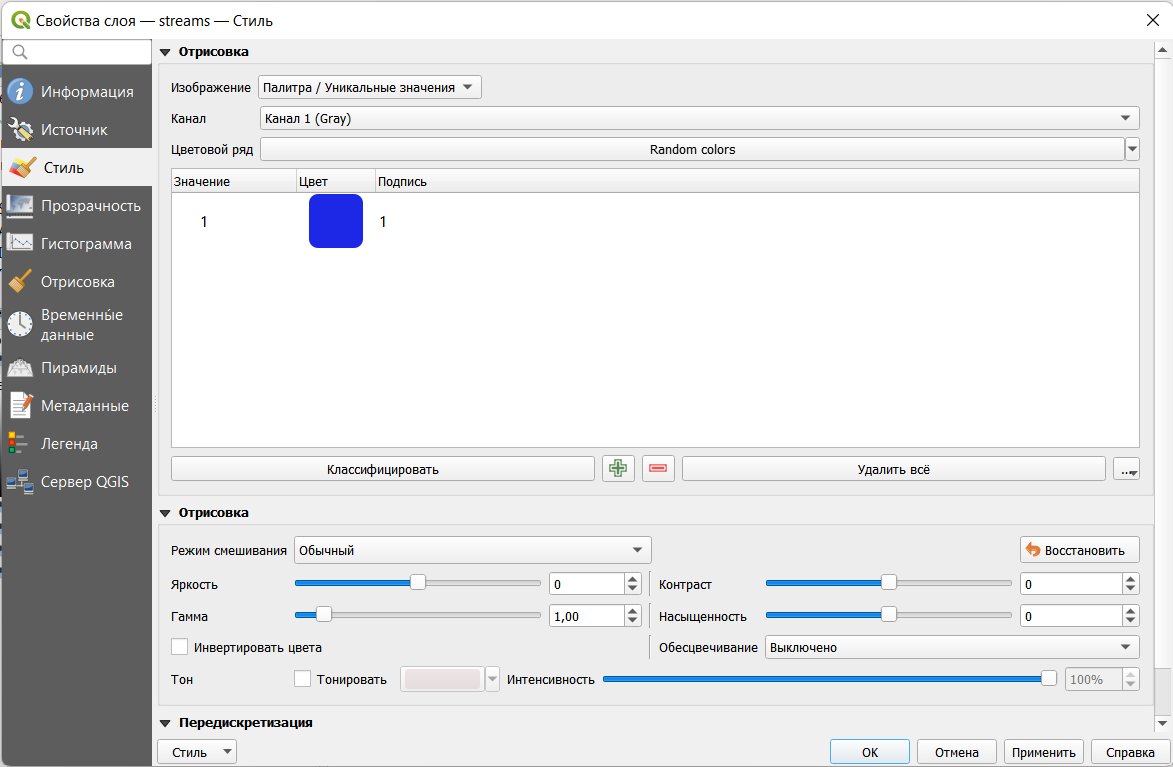 Свойства слоя — streams — Стиль
Информация
Источник
Стиль
Прозрачность
Гистограмма
Отрисовка
Временны́е
данные
Пирамиды
Метаданные
Легенда
Сервер QGIS
Отрисовка
Изображение Палитра / Уникальные значения
Канал Канал 1 (Gray)
Цветовой ряд Random colors
Значение Цвет Подпись
1 1
Классифицировать Удалить всё ...
Отрисовка
Режим смешивания Обычный Восстановить
Яркость 0 Контраст 0
Гамма 1,00 Насыщенность 0
Инвертировать цвета Обесцвечивание Выключено
Тон Тонировать Интенсивность 100%
Передискретизация
Стиль OK Отмена Применить Справка